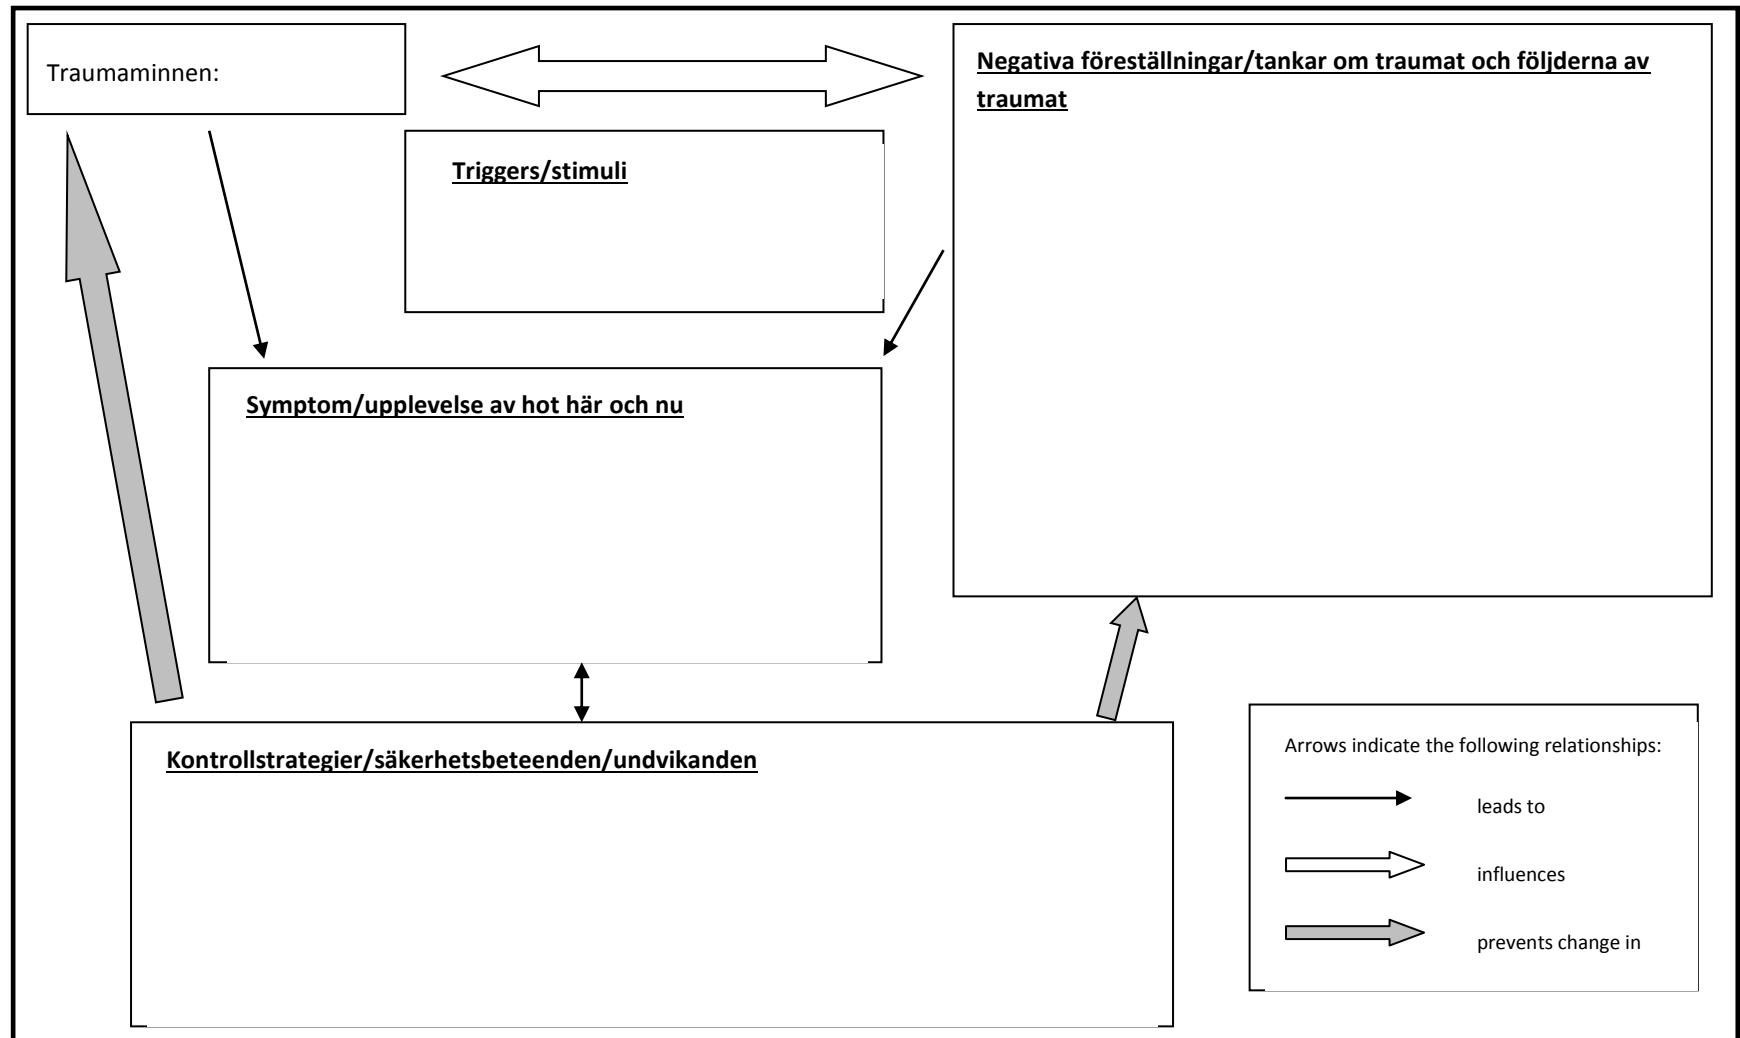 Traumaminnen:
Negativa föreställningar/tankar om traumat och följderna av
traumat
Triggers/stimuli
Symptom/upplevelse av hot här och nu
Kontrollstrategier/säkerhetsbeteenden/undvikanden
Arrows indicate the following relationships:
leads to
influences
prevents change in